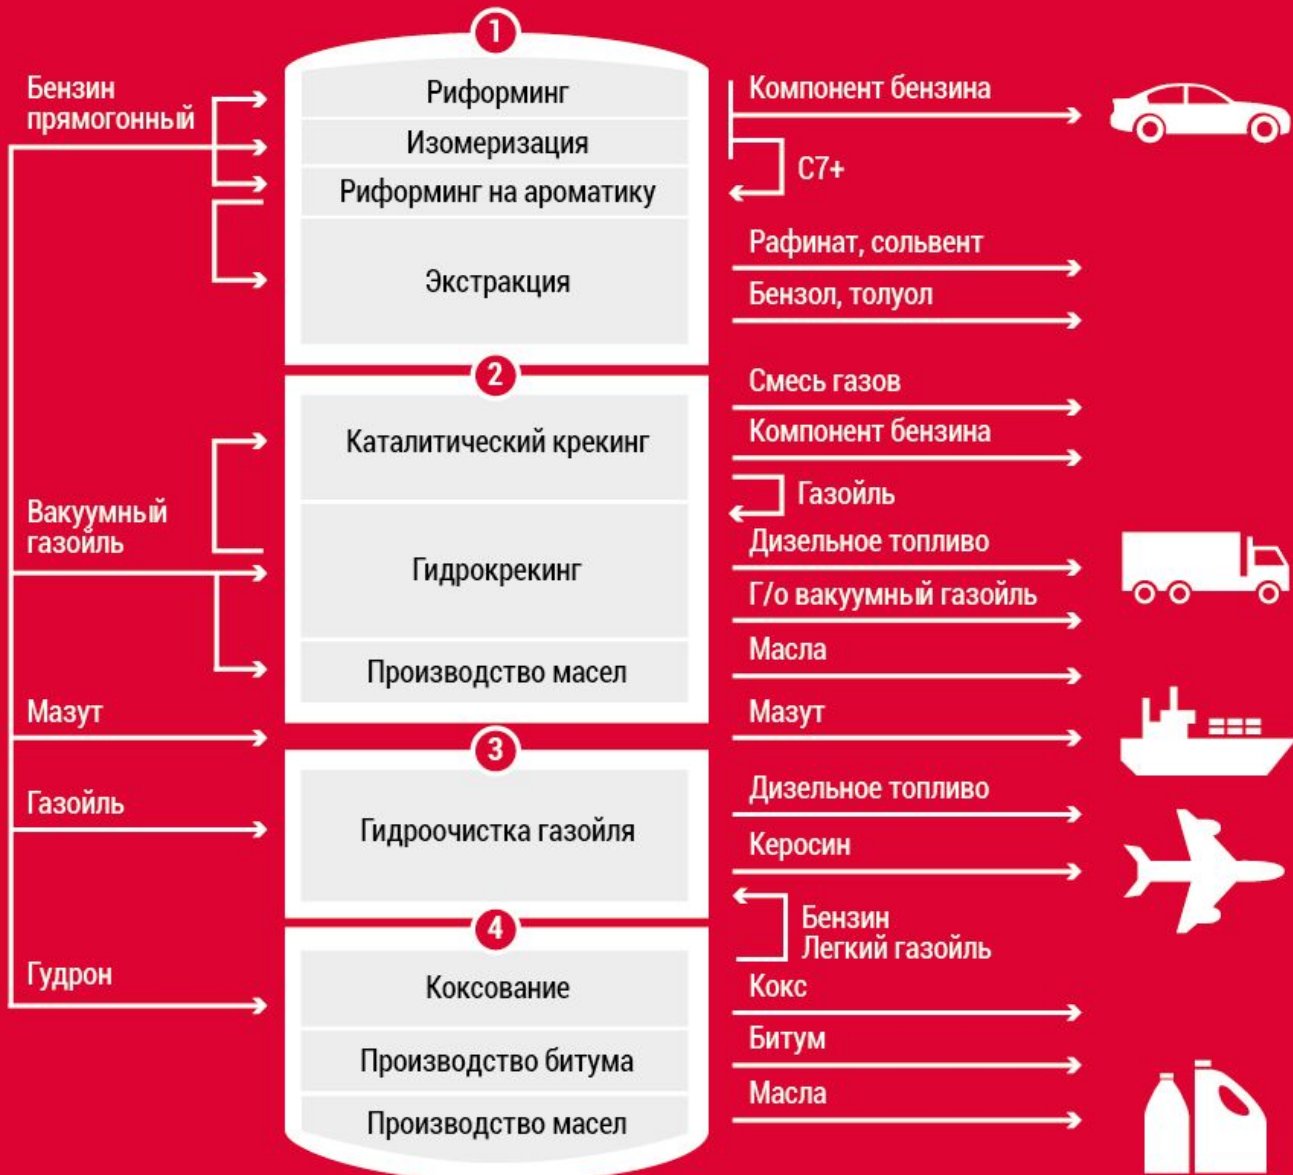 1
Бензин
прямогонный
Риформинг
Изомеризация
Риформинг на ароматику
Экстракция
Компонент бензина
С7+
Рафинат, сольвент
Бензол, толуол
2
Вакуумный
газойль
Каталитический крекинг
Гидрокрекинг
Производство масел
Смесь газов
Компонент бензина
Газойль
Дизельное топливо
Г/о вакуумный газойль
Масла
Мазут
Мазут
3
Газойль
Гидроочистка газойля
Дизельное топливо
Керосин
Бензин
Легкий газойль
4
Гудрон
Коксование
Производство битума
Производство масел
Кокс
Битум
Масла